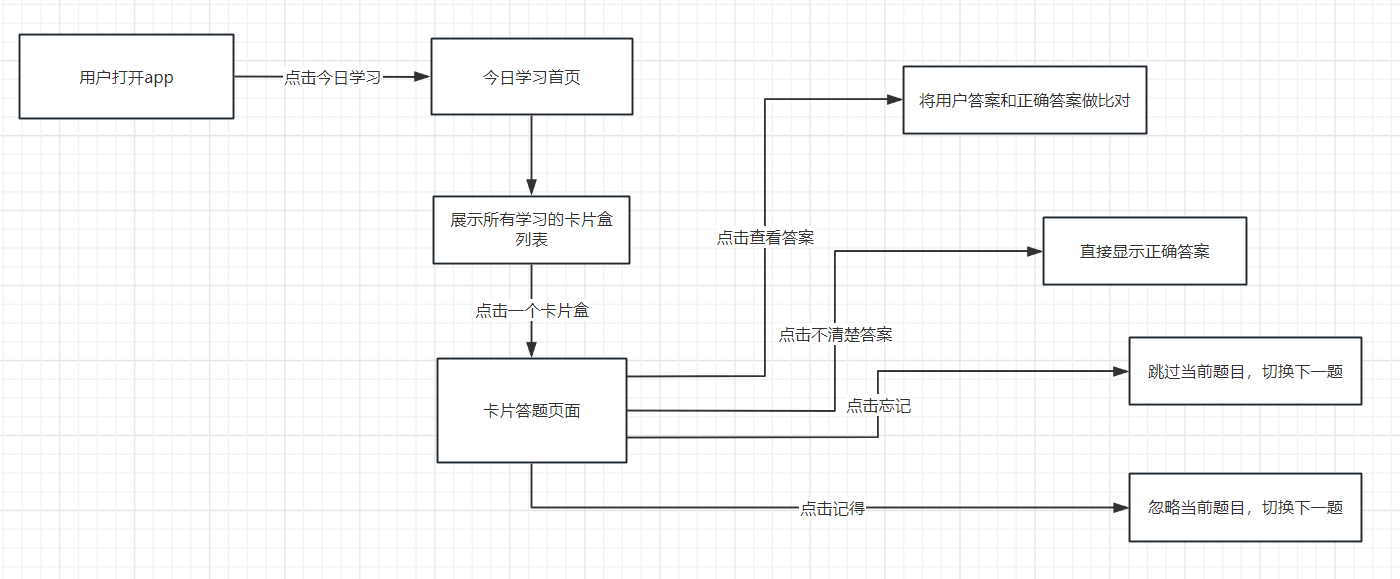 用户打开app
点击今日学习
今日学习首页
将用户答案和正确答案做比对
展示所有学习的卡片盒
列表
点击查看答案
直接显示正确答案
点击一个卡片盒
点击不清楚答案
跳过当前题目，切换下一题
卡片答题页面
点击忘记
点击记得
忽略当前题目，切换下一题